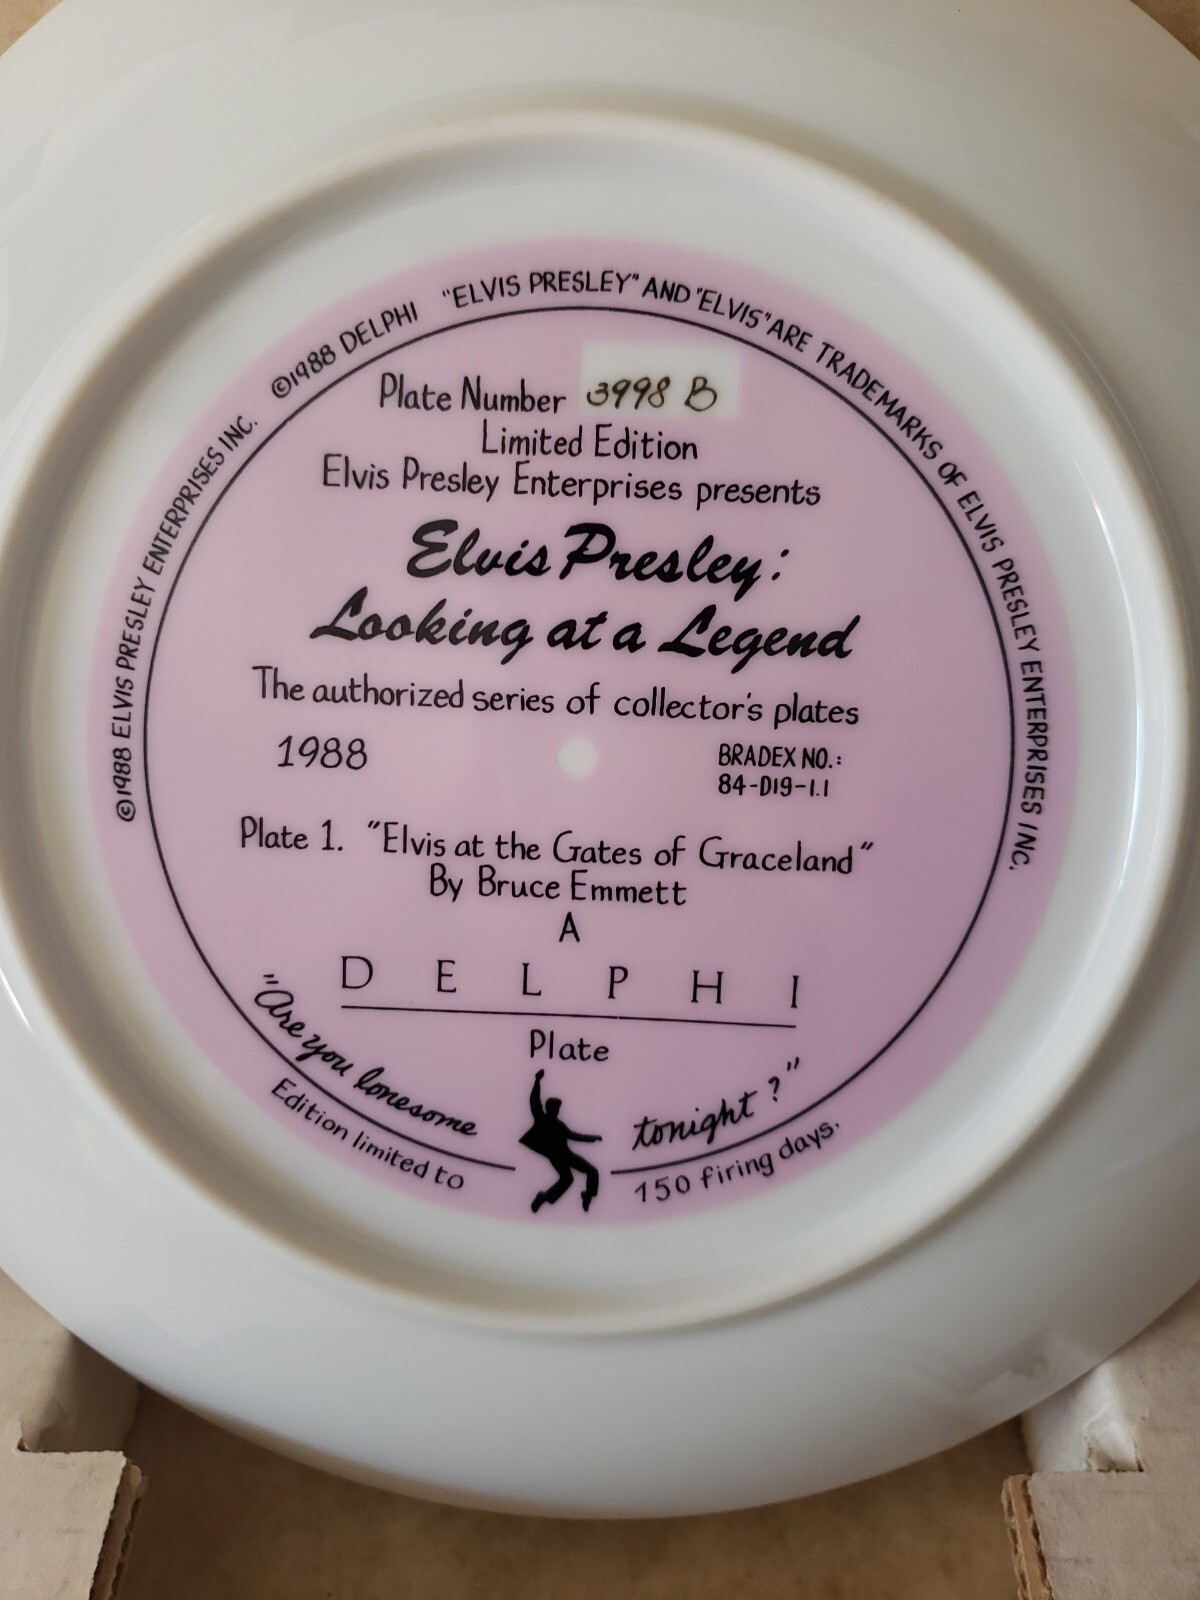 ©1988 ELVIS PRESLEY ENTERPRISES INC. ©1988 DELPHI "ELVIS PRESLEY" AND "ELVIS" ARE TRADEMARKS OF ELVIS PRESLEY ENTERPRISES INC.
Plate Number 3998 B
Limited Edition
Elvis Presley Enterprises presents
Elvis Presley:
Looking at a Legend
The authorized series of collector's plates
1988
BRADEX NO.:
84-D19-1.1
Plate 1. "Elvis at the Gates of Graceland"
By Bruce Emmett
A
DELPHI
Plate
"Are you lonesome tonight?"
Edition limited to 150 firing days.